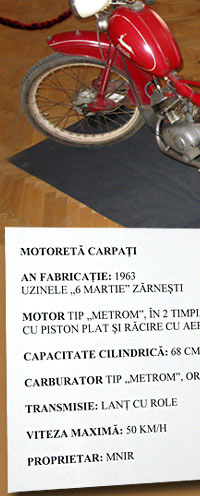 MOTORETĂ CARPAȚI
AN FABRICAȚIE: 1963
UZINELE „6 MARTIE” ZĂRNEȘTI
MOTOR TIP „METROM”, ÎN 2 TIMPI
CU PISTON PLAT ȘI RĂCIRE CU AER
CAPACITATE CILINDRICĂ: 68 CM
CARBURATOR TIP „METROM”, OR
TRANSMISIE: LANȚ CU ROLE
VITEZA MAXIMĂ: 50 KM/H
PROPRIETAR: MNIR